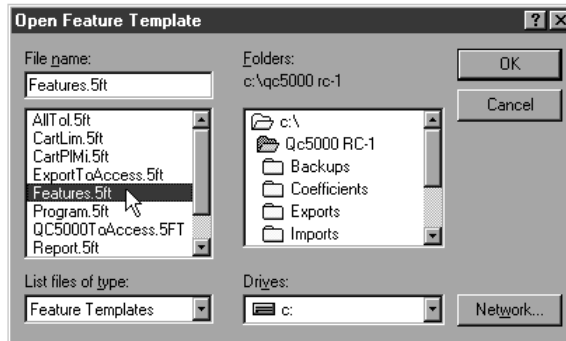 Open Feature Template
File name:
Features.5ft
AllTol.5ft
CartLim.5ft
CartPlMi.5ft
ExportToAccess.5ft
Features.5ft
Program.5ft
QC5000ToAccess.5FT
Report.5ft
List files of type:
Feature Templates
Folders:
c:\qc5000 rc-1
c:\
Qc5000 RC-1
Backups
Coefficients
Exports
Imports
Drives:
c:
OK
Cancel
Network...